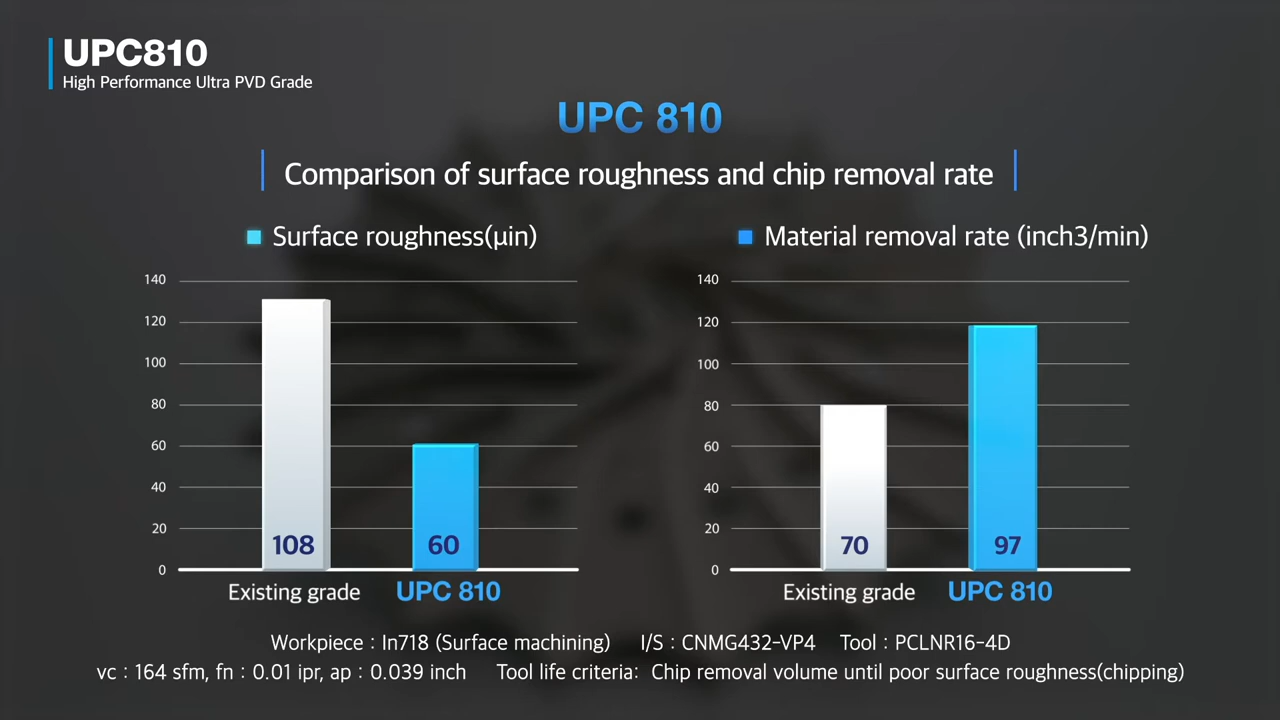 UPC810
High Performance Ultra PVD Grade
UPC 810
Comparison of surface roughness and chip removal rate
Surface roughness(µin)
140
120
100
80
60
40
20
0
108
60
Existing grade
UPC 810
Material removal rate (inch3/min)
140
120
100
80
60
40
20
0
70
97
Existing grade
UPC 810
Workpiece : In718 (Surface machining) I/S : CNMG432-VP4 Tool : PCLNR16-4D
vc : 164 sfm, fn : 0.01 ipr, ap : 0.039 inch Tool life criteria: Chip removal volume until poor surface roughness(chipping)